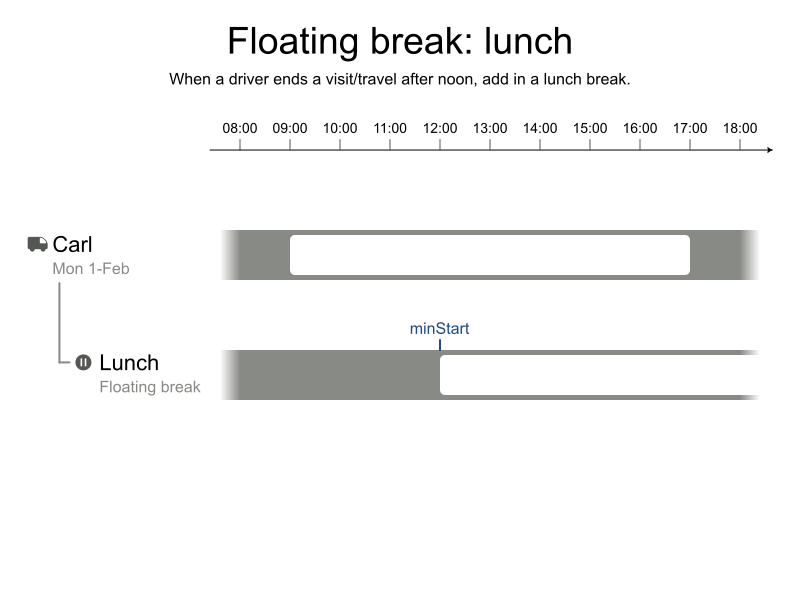 Floating break: lunch
When a driver ends a visit/travel after noon, add in a lunch break.
08:00 09:00 10:00 11:00 12:00 13:00 14:00 15:00 16:00 17:00 18:00
Carl
Mon 1-Feb
minStart
Lunch
Floating break